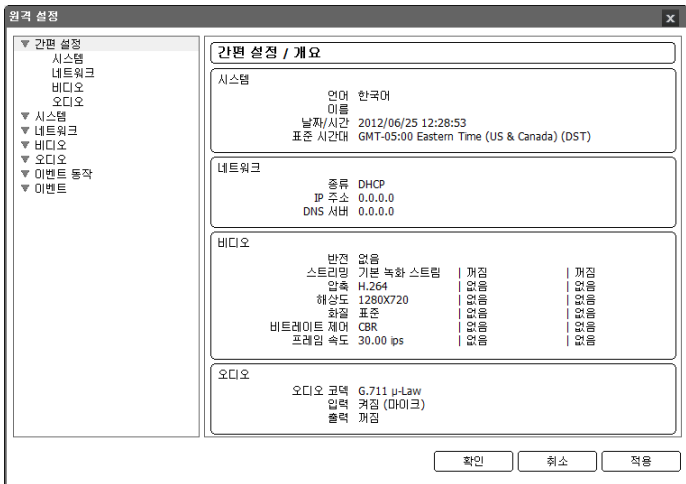 원격 설정
x
▼ 간편 설정
시스템
네트워크
비디오
오디오
▼ 시스템
▼ 네트워크
▼ 비디오
▼ 오디오
▼ 이벤트 동작
▼ 이벤트
간편 설정 / 개요
시스템
언어 한국어
이름
날짜/시간 2012/06/25 12:28:53
표준 시간대 GMT-05:00 Eastern Time (US & Canada) (DST)
네트워크
종류 DHCP
IP 주소 0.0.0.0
DNS 서버 0.0.0.0
비디오
반전 없음
스트리밍 기본 녹화 스트림 | 꺼짐 | 꺼짐
압축 H.264 | 없음 | 없음
해상도 1280X720 | 없음 | 없음
화질 표준 | 없음 | 없음
비트레이트 제어 CBR | 없음 | 없음
프레임 속도 30.00 ips | 없음 | 없음
오디오
오디오 코덱 G.711 µ-Law
입력 켜짐 (마이크)
출력 꺼짐
확인 취소 적용